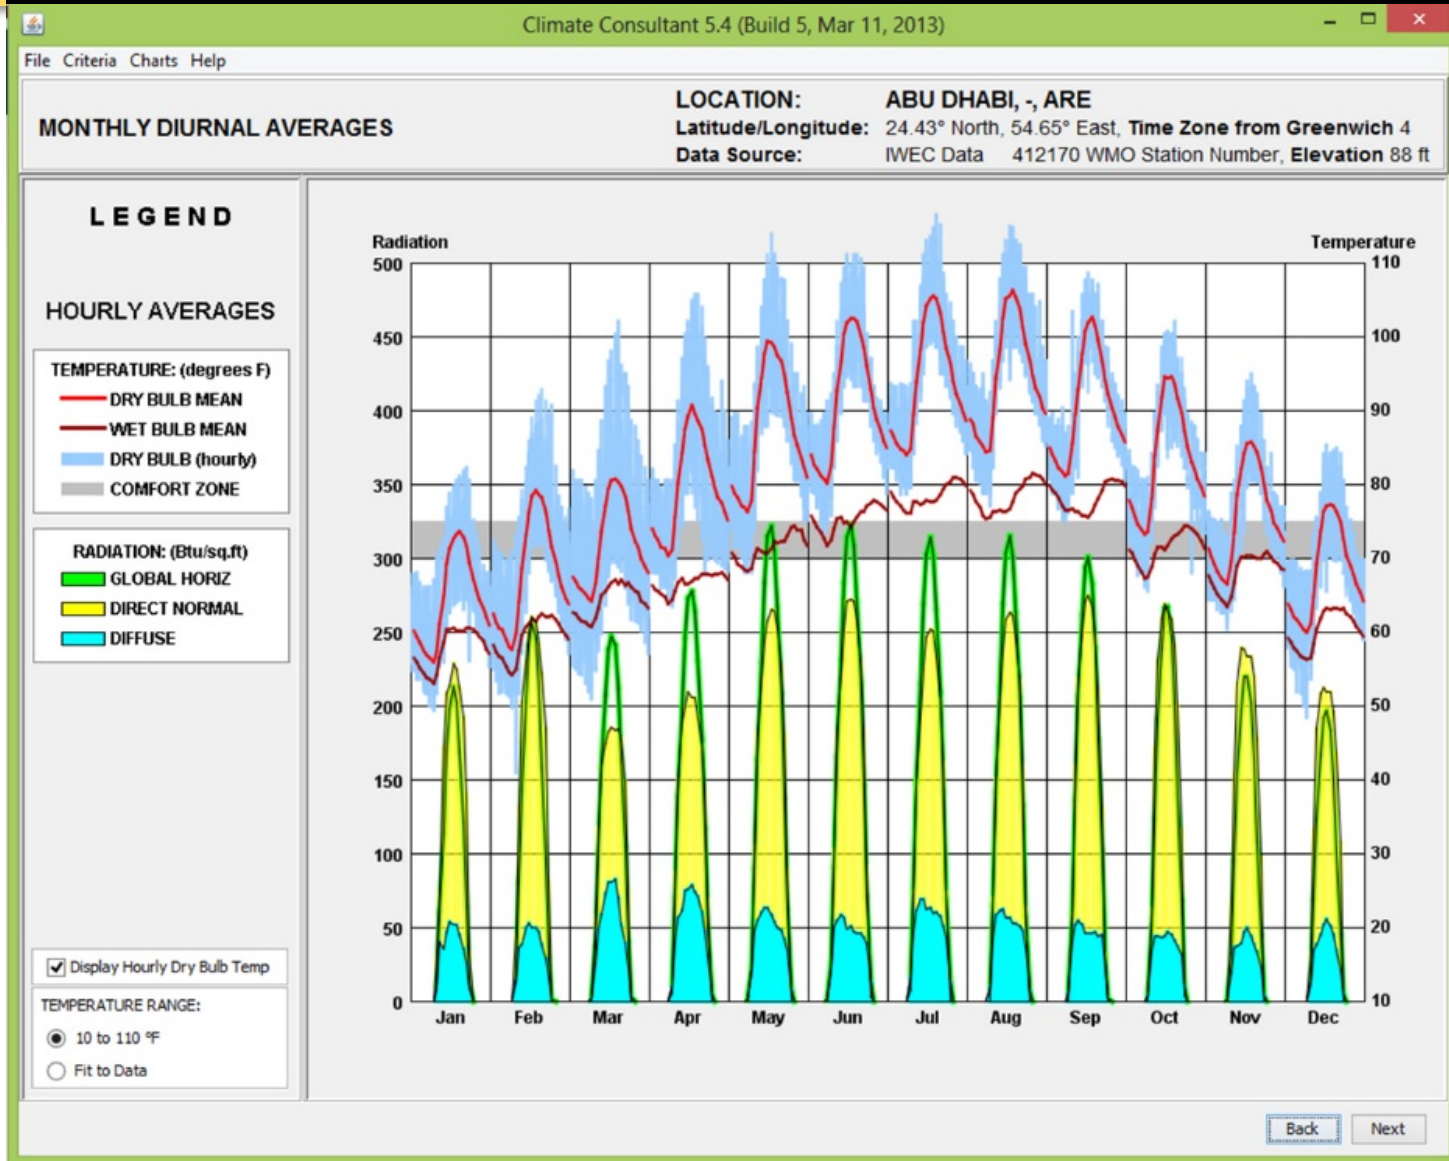 Climate Consultant 5.4 (Build 5, Mar 11, 2013)
File Criteria Charts Help
MONTHLY DIURNAL AVERAGES
LOCATION: ABU DHABI, -, ARE
Latitude/Longitude: 24.43° North, 54.65° East, Time Zone from Greenwich 4
Data Source: IWEC Data 412170 WMO Station Number, Elevation 88 ft
LEGEND
HOURLY AVERAGES
TEMPERATURE: (degrees F)
DRY BULB MEAN
WET BULB MEAN
DRY BULB (hourly)
COMFORT ZONE
RADIATION: (Btu/sq.ft)
GLOBAL HORIZ
DIRECT NORMAL
DIFFUSE
Display Hourly Dry Bulb Temp
TEMPERATURE RANGE:
10 to 110 °F
Fit to Data
Radiation
500
450
400
350
300
250
200
150
100
50
0
Temperature
110
100
90
80
70
60
50
40
30
20
10
Jan Feb Mar Apr May Jun Jul Aug Sep Oct Nov Dec
Back Next